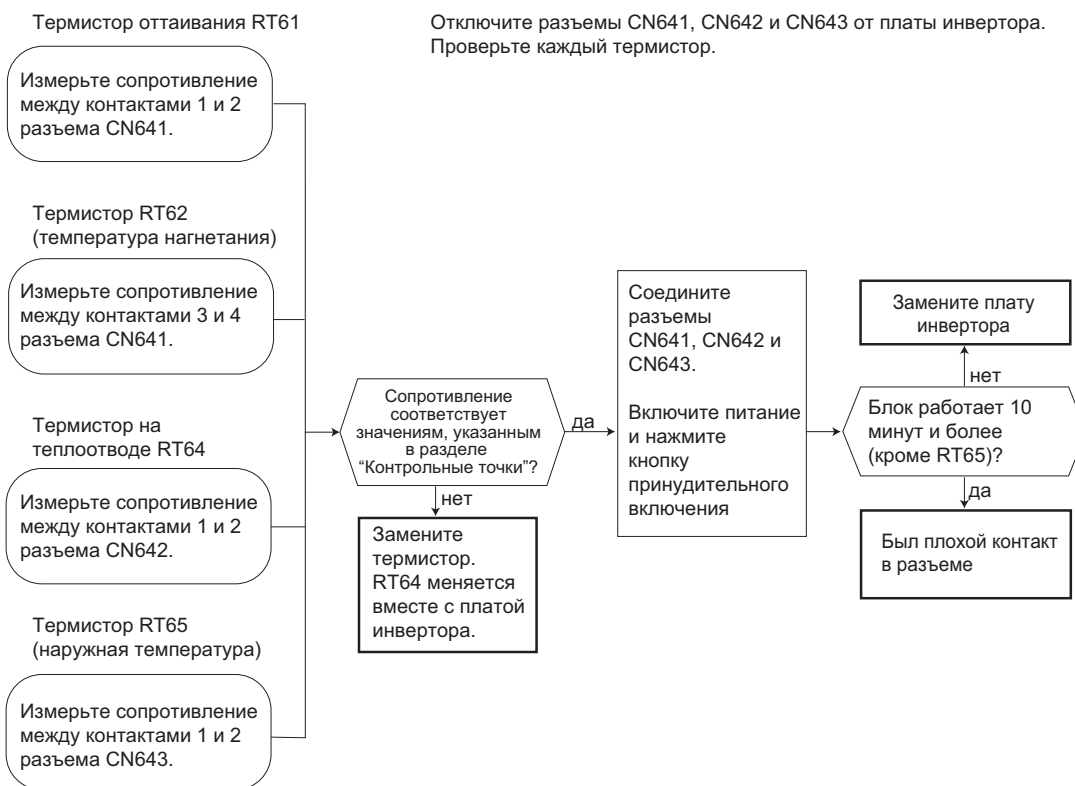 Термистор оттаивания RT61
Отключите разъемы CN641, CN642 и CN643 от платы инвертора.
Проверьте каждый термистор.
Измерьте сопротивление
между контактами 1 и 2
разъема CN641.
Термистор RT62
(температура нагнетания)
Измерьте сопротивление
между контактами 3 и 4
разъема CN641.
Термистор на
теплоотводе RT64
Измерьте сопротивление
между контактами 1 и 2
разъема CN642.
Термистор RT65
(наружная температура)
Измерьте сопротивление
между контактами 1 и 2
разъема CN643.
Сопротивление
соответствует
значениям, указанным
в разделе
“Контрольные точки”?
да
нет
Замените
термистор.
RT64 меняется
вместе с платой
инвертора.
Соедините
разъемы
CN641, CN642 и
CN643.
Включите питание
и нажмите
кнопку
принудительного
включения
Замените плату
инвертора
нет
Блок работает 10
минут и более
(кроме RT65)?
да
Был плохой контакт
в разъеме